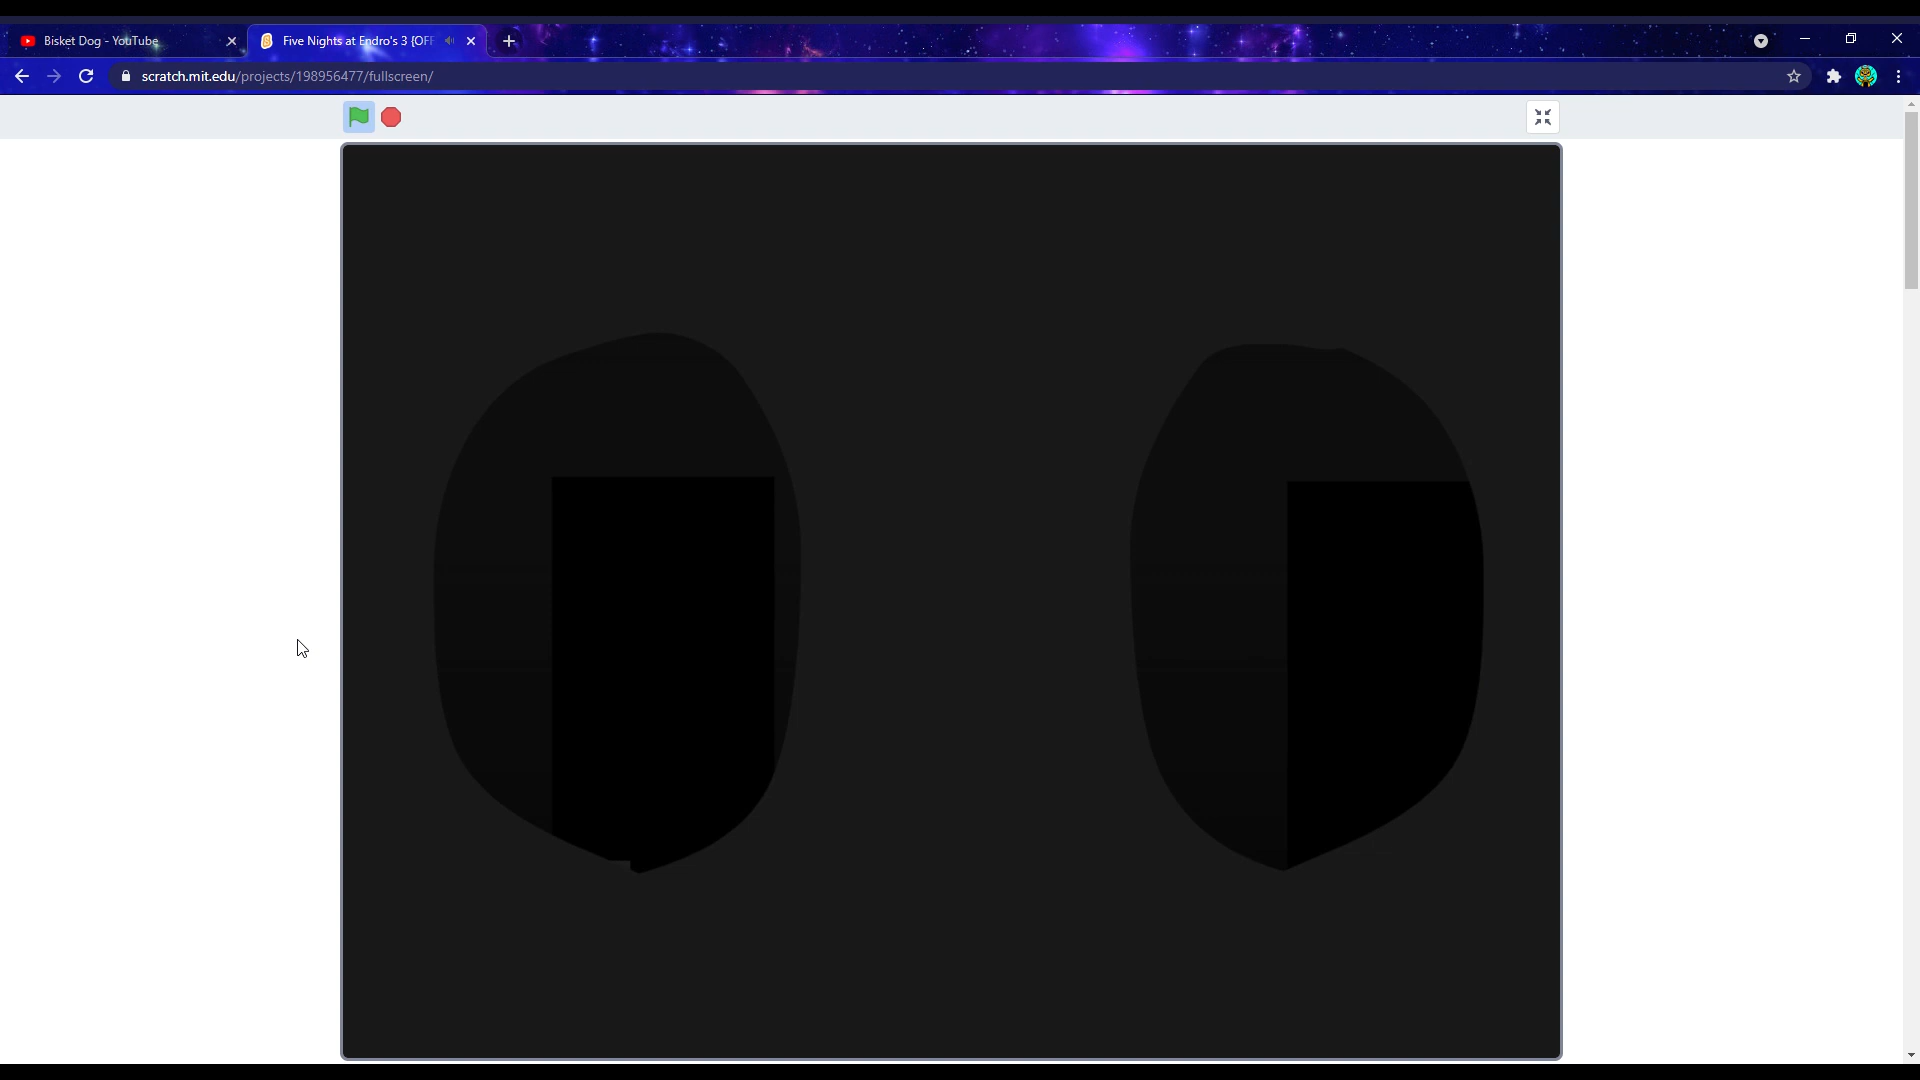 Bisket Dog - YouTube
Five Nights at Endro's 3 {OFF
scratch.mit.edu/projects/198956477/fullscreen/